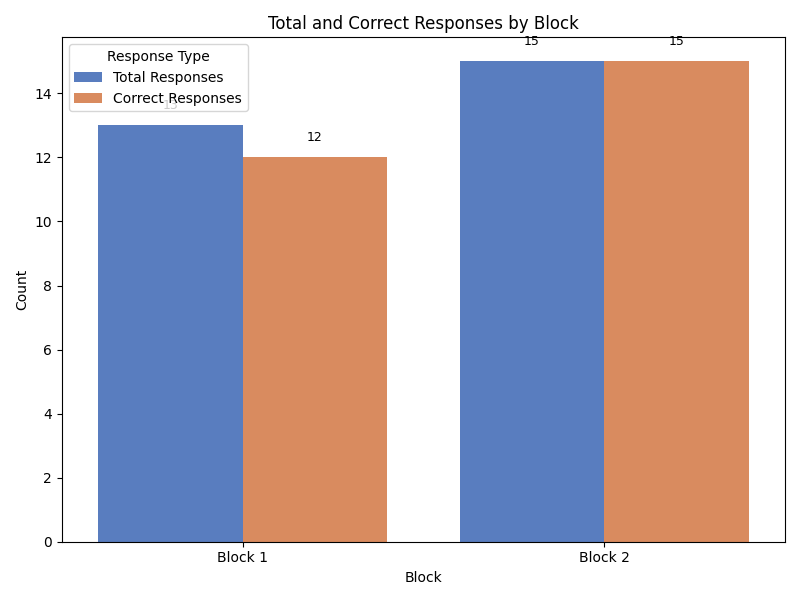 Total and Correct Responses by Block
Response Type
Total Responses
Correct Responses
13
12
15
15
14
12
10
8
6
4
2
0
Count
Block 1
Block 2
Block